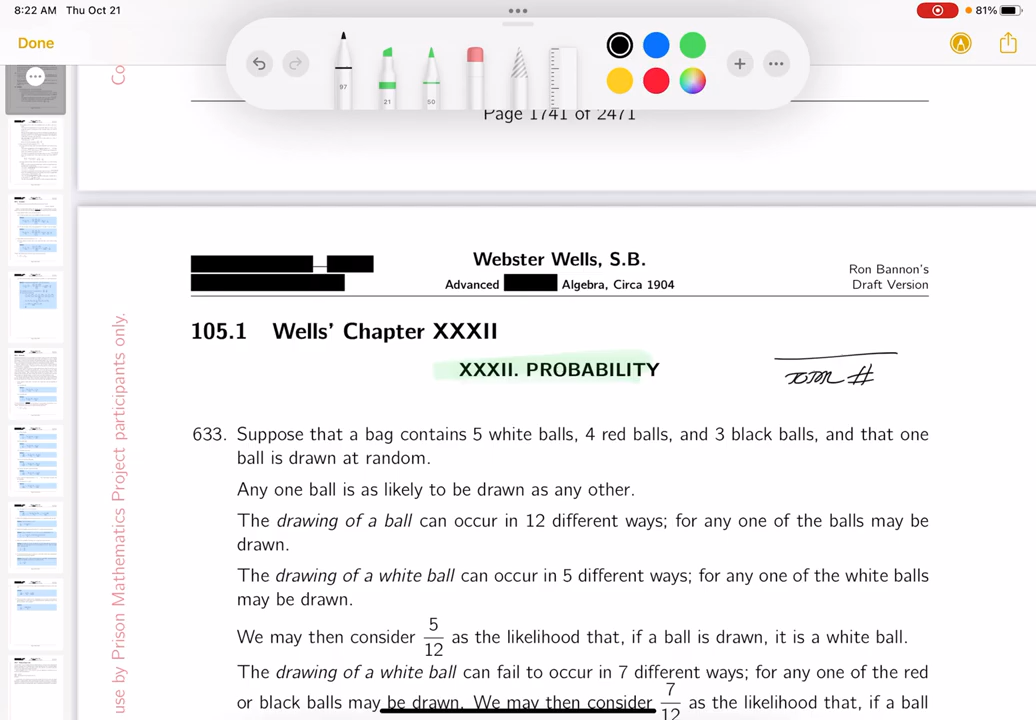 8:22 AM Thu Oct 21
81%
Done
97
21
50
Co
Page 1741 of 2471
Webster Wells, S.B.
Advanced Algebra, Circa 1904
Ron Bannon's
Draft Version
105.1 Wells' Chapter XXXII
XXXII. PROBABILITY
TOTAL #
633. Suppose that a bag contains 5 white balls, 4 red balls, and 3 black balls, and that one
ball is drawn at random.
Any one ball is as likely to be drawn as any other.
The drawing of a ball can occur in 12 different ways; for any one of the balls may be
drawn.
The drawing of a white ball can occur in 5 different ways; for any one of the white balls
may be drawn.
We may then consider 5/12 as the likelihood that, if a ball is drawn, it is a white ball.
The drawing of a white ball can fail to occur in 7 different ways; for any one of the red
or black balls may be drawn. We may then consider 7/12 as the likelihood that, if a ball
use by Prison Mathematics Project participants only.